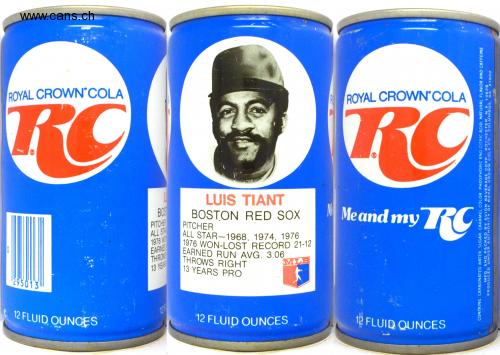 www.cans.ch
ROYAL CROWN COLA
RC
295013
12 FLUID OUNCES
LUIS TIANT
BOSTON RED SOX
PITCHER
ALL STAR—1968, 1974, 1976
1976 WON-LOST RECORD 21-12
EARNED RUN AVG. 3.06
THROWS RIGHT
13 YEARS PRO
12 FLUID OUNCES
ROYAL CROWN COLA
RC
Me and my RC
12 FLUID OUNCES